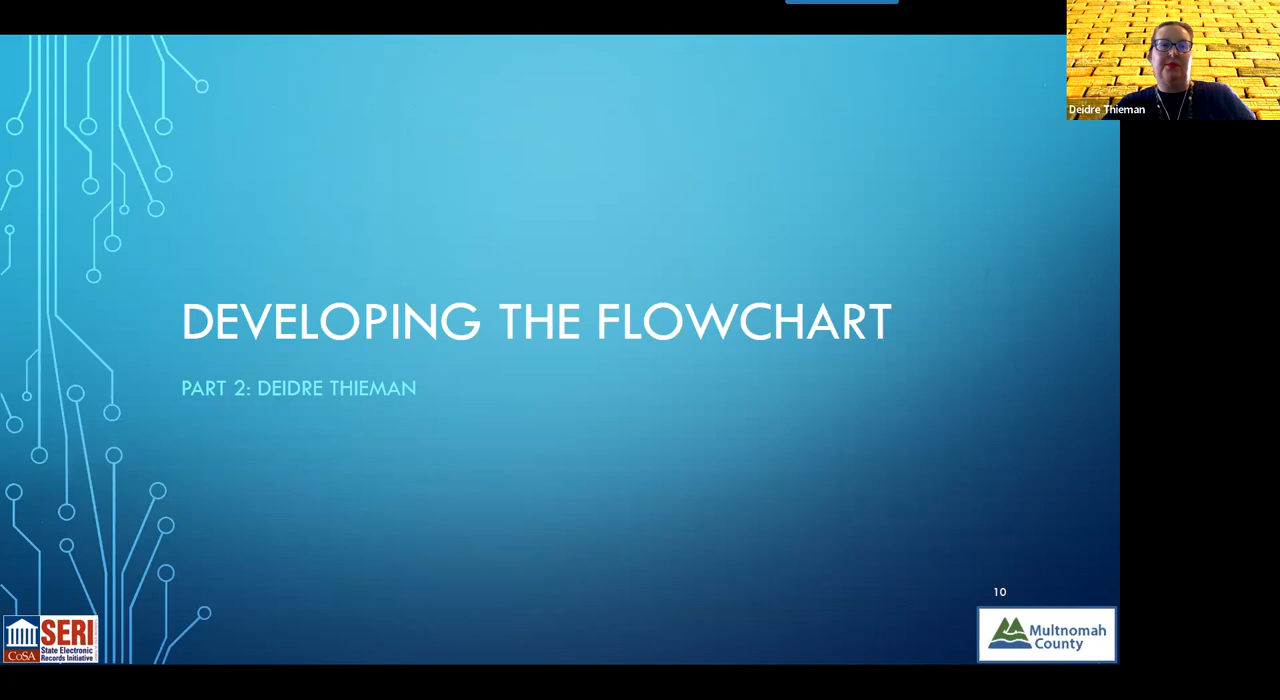 Deidre Thieman
DEVELOPING THE FLOWCHART
PART 2: DEIDRE THIEMAN
10
SERI
State Electronic
Records Initiative
CoSA
Multnomah
County